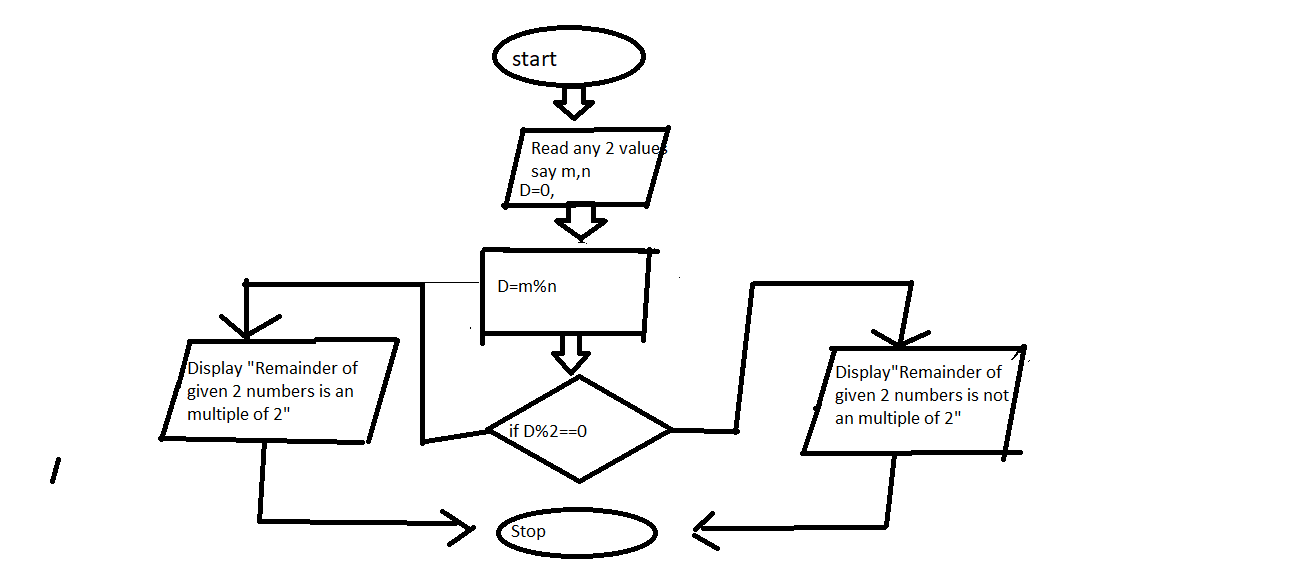 start
Read any 2 values
say m,n
D=0,
D=m%n
Display "Remainder of
given 2 numbers is an
multiple of 2"
if D%2==0
Display"Remainder of
given 2 numbers is not
an multiple of 2"
Stop